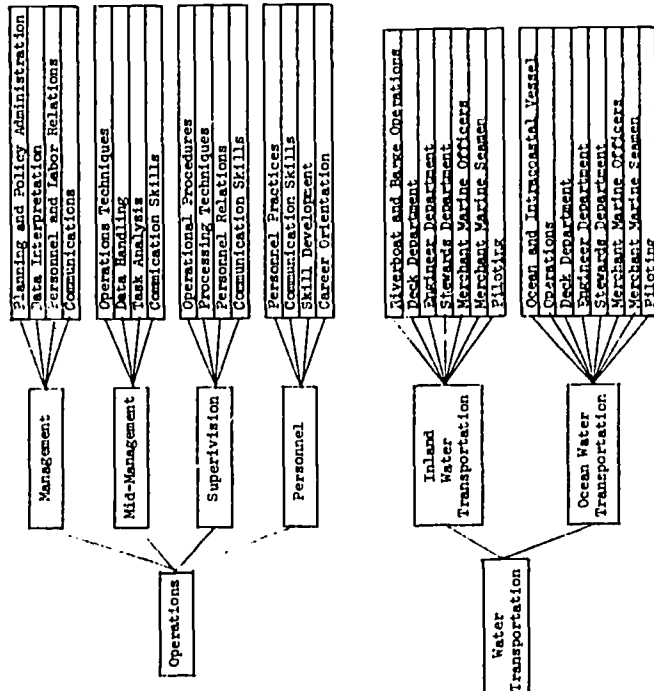 Operations
Management
Planning and Policy Administration
Data Interpretation
Personnel and Labor Relations
Communications
Mid-Management
Operations Techniques
Data Handling
Task Analysis
Commication Skills
Superivision
Operational Procedures
Processing Techniques
Personnel Relations
Communication Skills
Personnel
Personnel Practices
Communication Skills
Skill Development
Career Orientation
Water
Transportation
Inland
Water
Transportation
Riverboat and Barge Operations
Deck Department
Engineer Department
Stewards Department
Merchant Marine Officers
Merchant Marine Seamen
Piloting
Ocean Water
Transportation
Ocean and Intracoastal Vessel
Operations
Deck Department
Engineer Department
Stewards Department
Merchant Marine Officers
Merchant Marine Seamen
Piloting